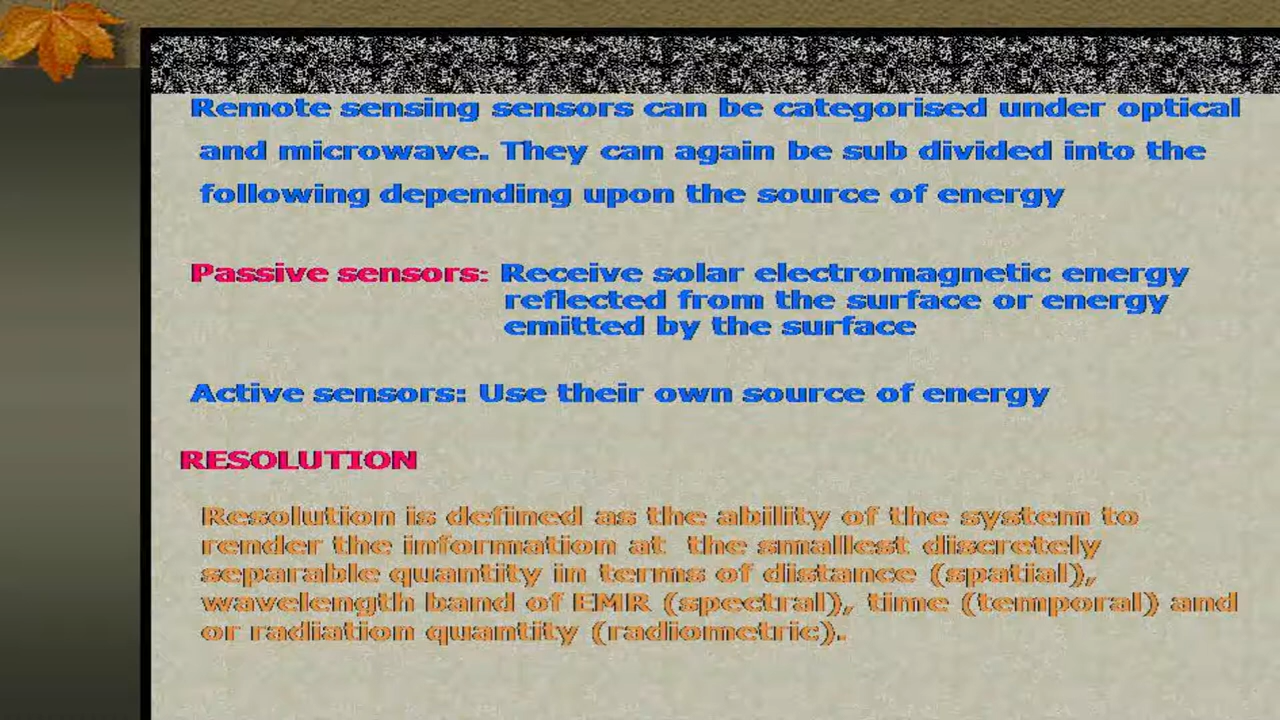 Remote sensing sensors can be categorised under optical
and microwave. They can again be sub divided into the
following depending upon the source of energy
Passive sensors: Receive solar electromagnetic energy
reflected from the surface or energy
emitted by the surface
Active sensors: Use their own source of energy
RESOLUTION
Resolution is defined as the ability of the system to
render the information at the smallest discretely
separable quantity in terms of distance (spatial),
wavelength band of EMR (spectral), time (temporal) and
or radiation quantity (radiometric).